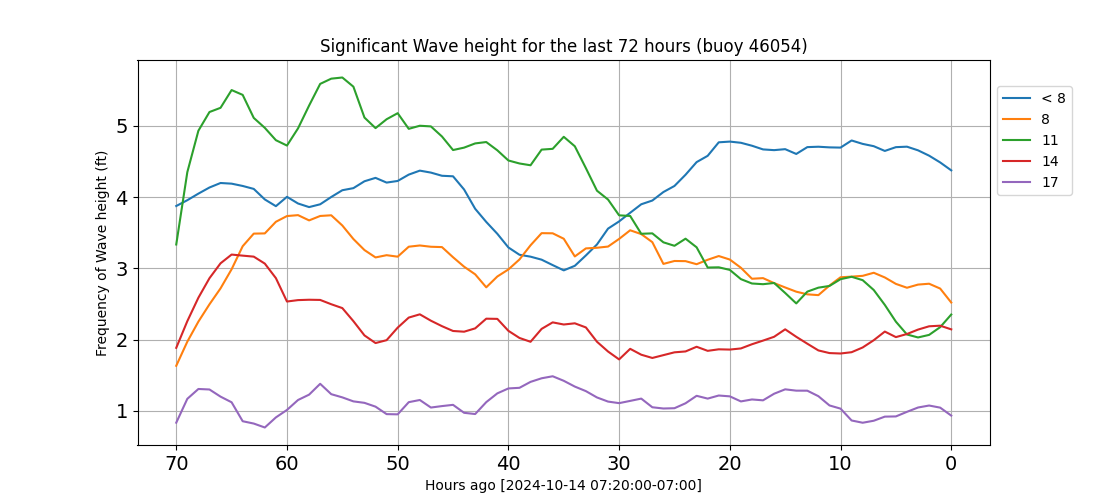 Significant Wave height for the last 72 hours (buoy 46054)
Frequency of Wave height (ft)
5
4
3
2
1
70 60 50 40 30 20 10 0
Hours ago [2024-10-14 07:20:00-07:00]
< 8
8
11
14
17